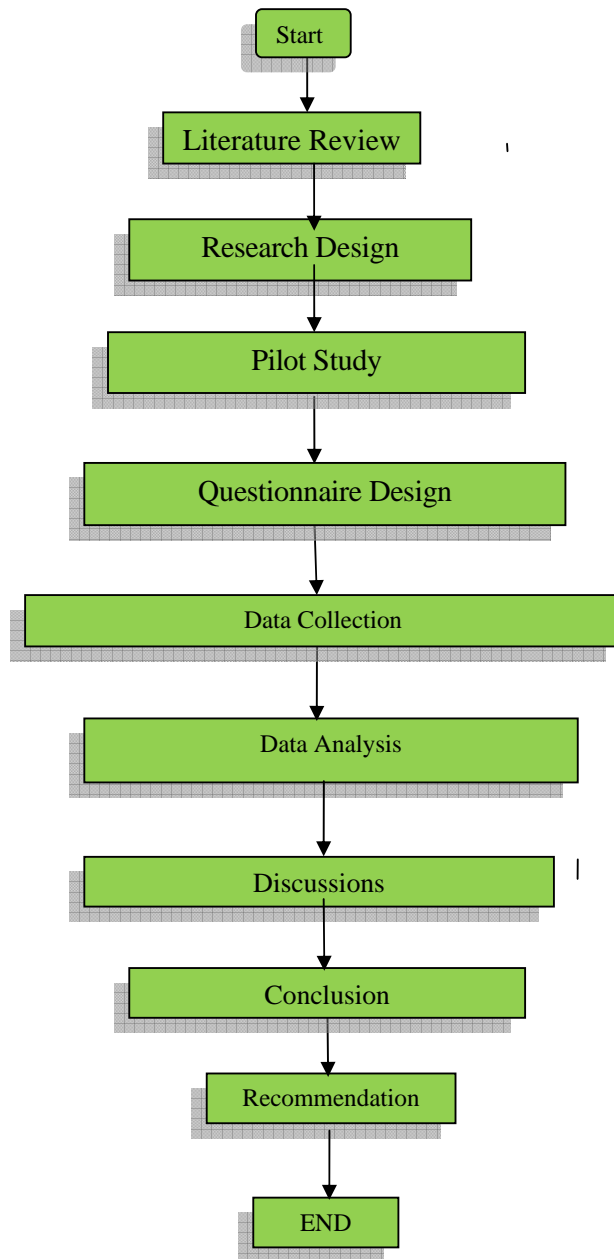 Start
Literature Review
Research Design
Pilot Study
Questionnaire Design
Data Collection
Data Analysis
Discussions
Conclusion
Recommendation
END